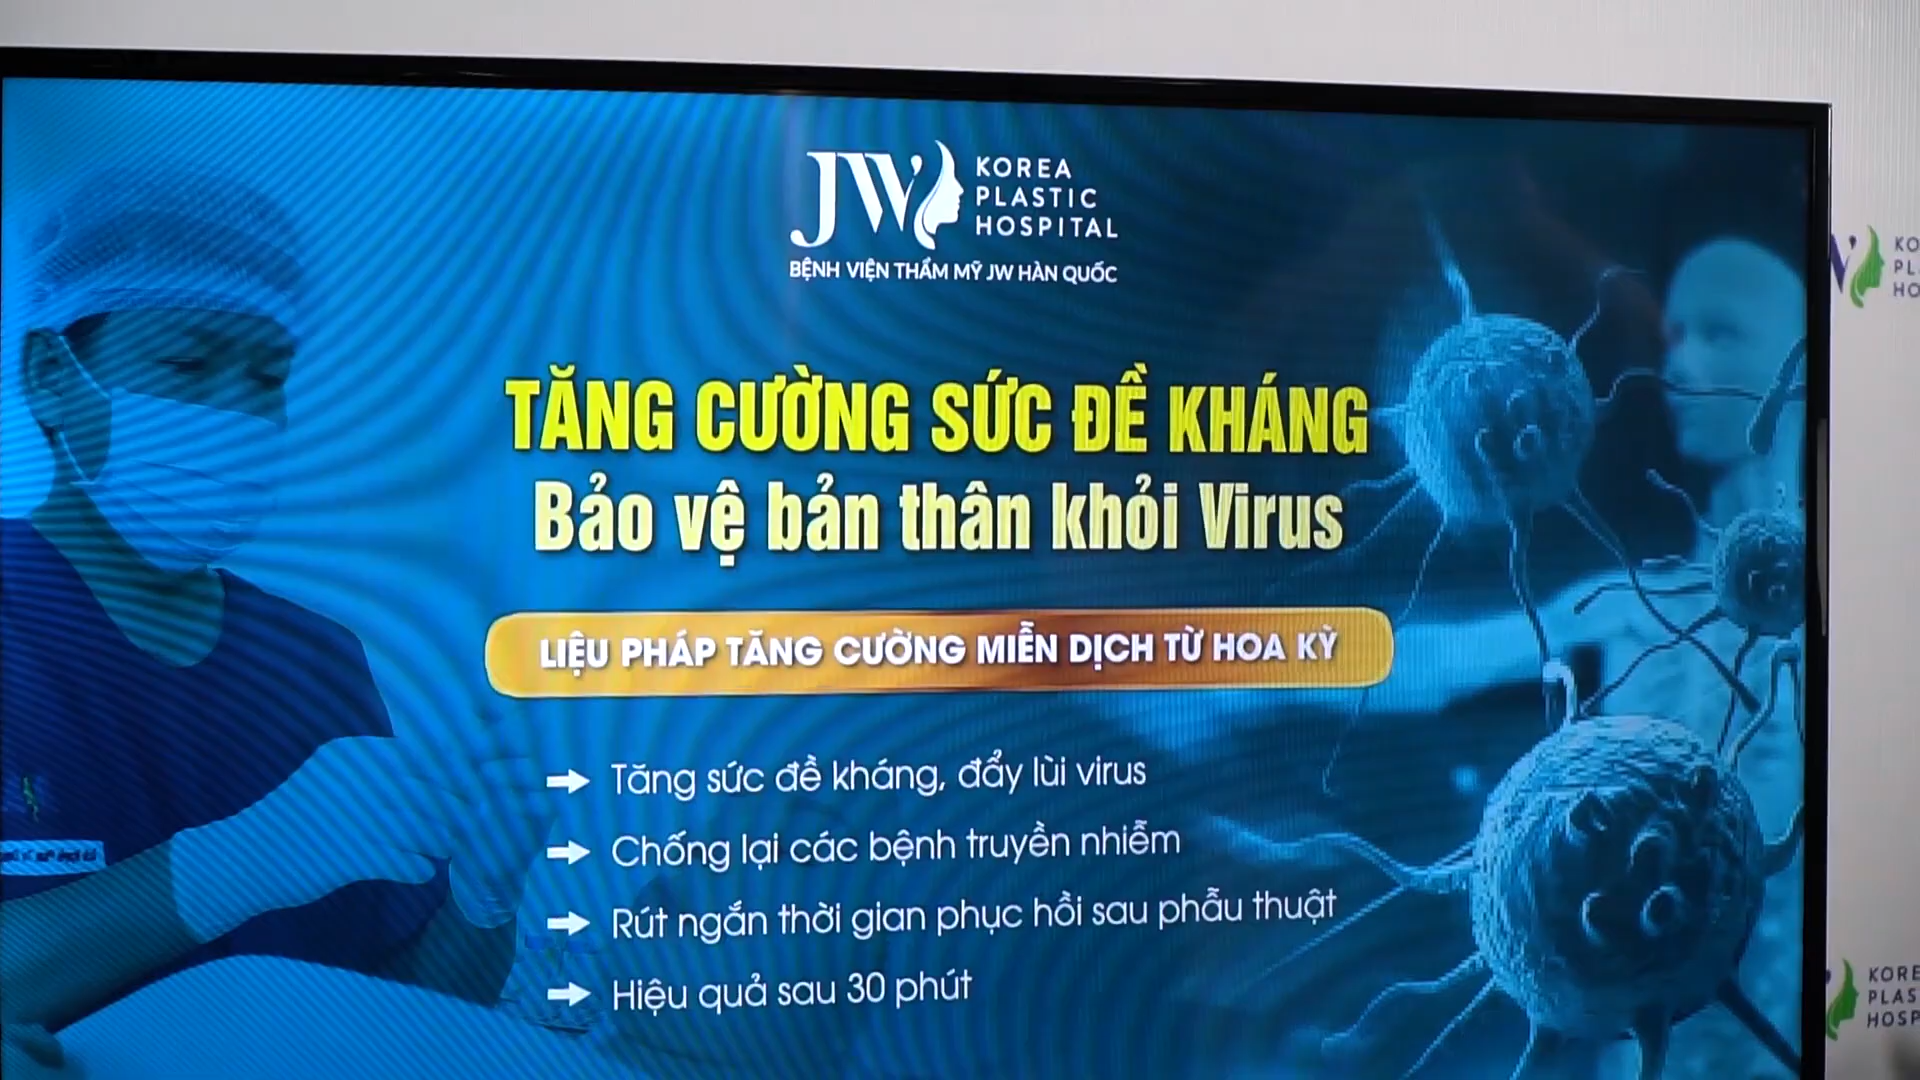 JW
KOREA
PLASTIC
HOSPITAL
BỆNH VIỆN THẨM MỸ JW HÀN QUỐC
TĂNG CƯỜNG SỨC ĐỀ KHÁNG
Bảo vệ bản thân khỏi Virus
LIỆU PHÁP TĂNG CƯỜNG MIỄN DỊCH TỪ HOA KỲ
Tăng sức đề kháng, đẩy lùi virus
Chống lại các bệnh truyền nhiễm
Rút ngắn thời gian phục hồi sau phẫu thuật
Hiệu quả sau 30 phút